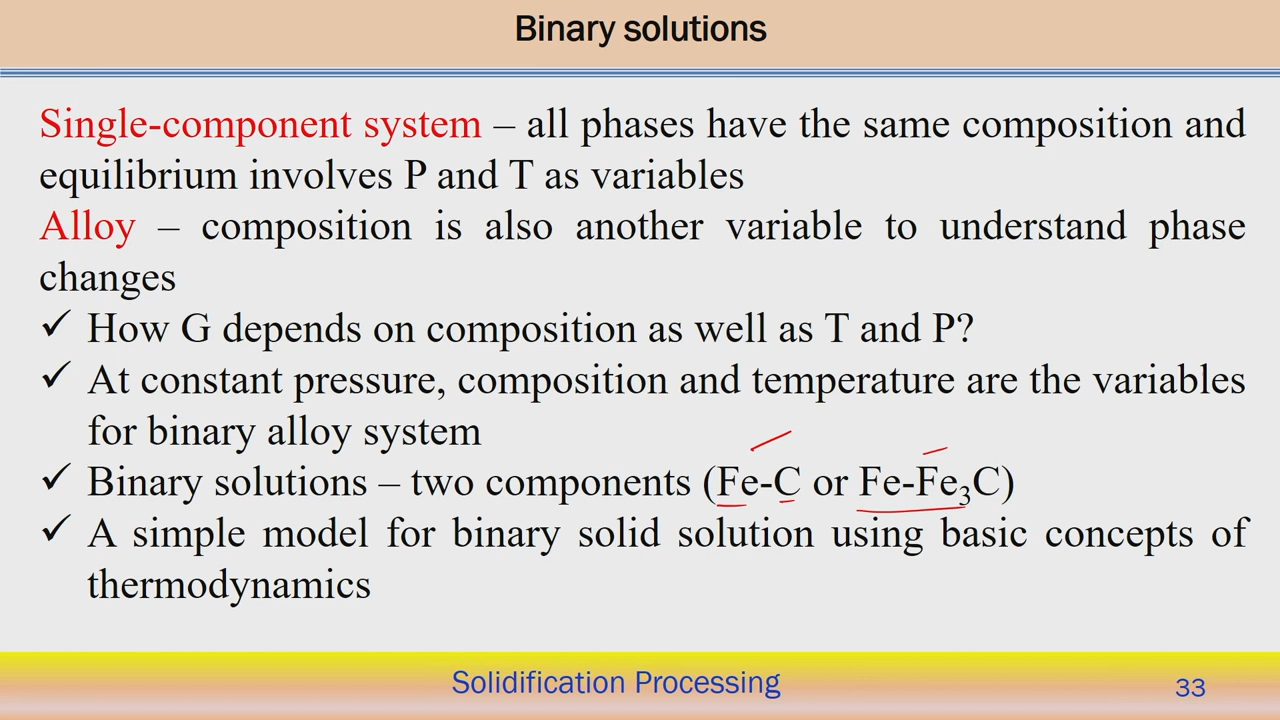 Binary solutions
Single-component system – all phases have the same composition and
equilibrium involves P and T as variables
Alloy – composition is also another variable to understand phase
changes
✓ How G depends on composition as well as T and P?
✓ At constant pressure, composition and temperature are the variables
for binary alloy system
✓ Binary solutions – two components (Fe-C or Fe-Fe₃C)
✓ A simple model for binary solid solution using basic concepts of
thermodynamics
Solidification Processing
33